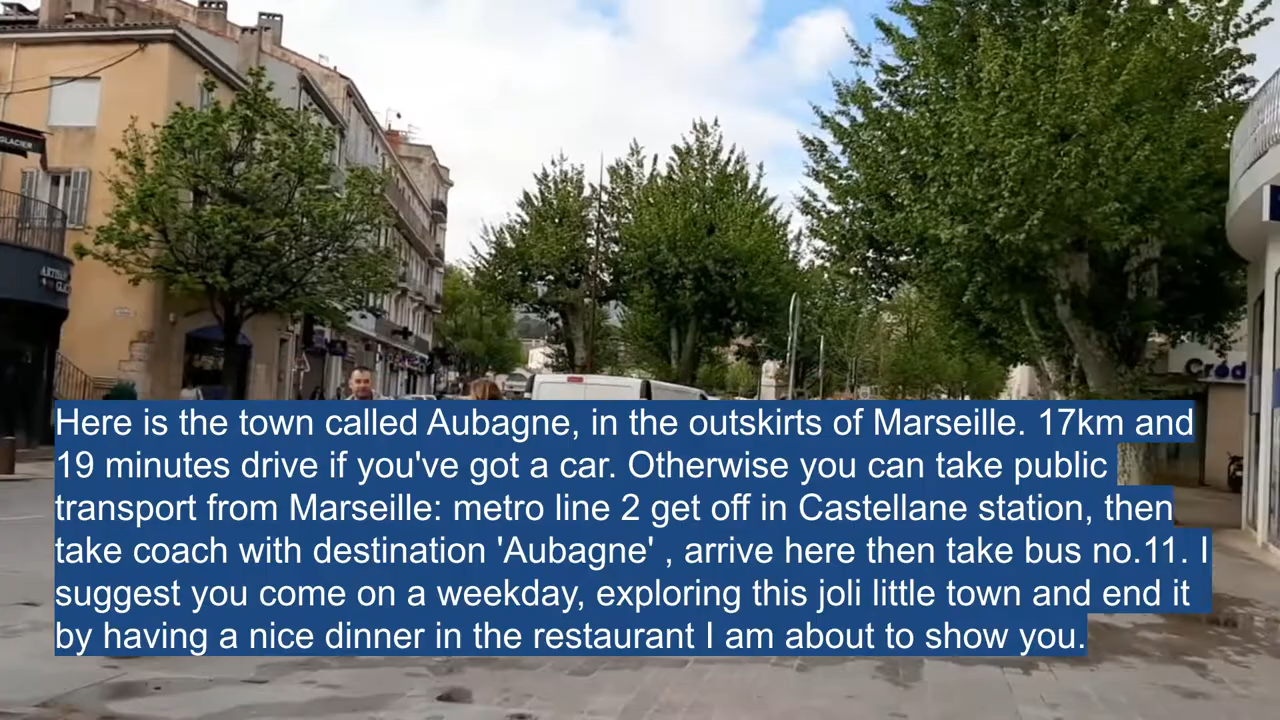 GLACIER
ARTISAN
Créd
Here is the town called Aubagne, in the outskirts of Marseille. 17km and
19 minutes drive if you've got a car. Otherwise you can take public
transport from Marseille: metro line 2 get off in Castellane station, then
take coach with destination 'Aubagne' , arrive here then take bus no.11. I
suggest you come on a weekday, exploring this joli little town and end it
by having a nice dinner in the restaurant I am about to show you.